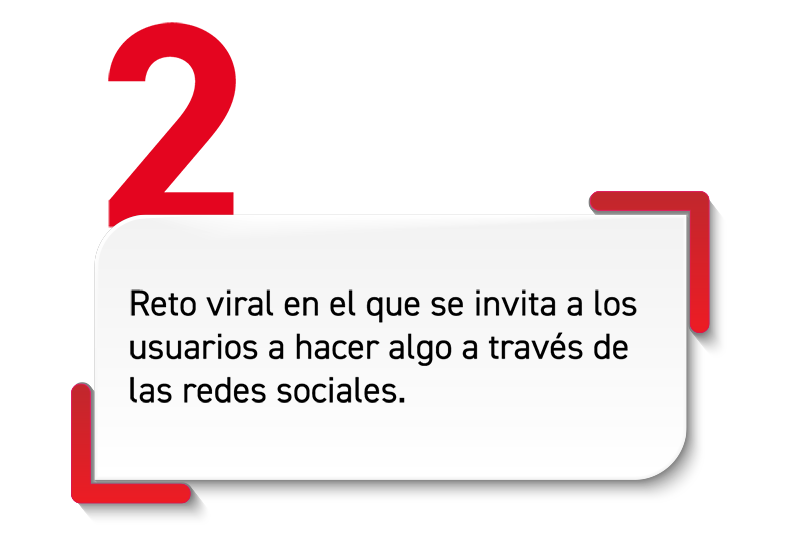 2
Reto viral en el que se invita a los
usuarios a hacer algo a través de
las redes sociales.